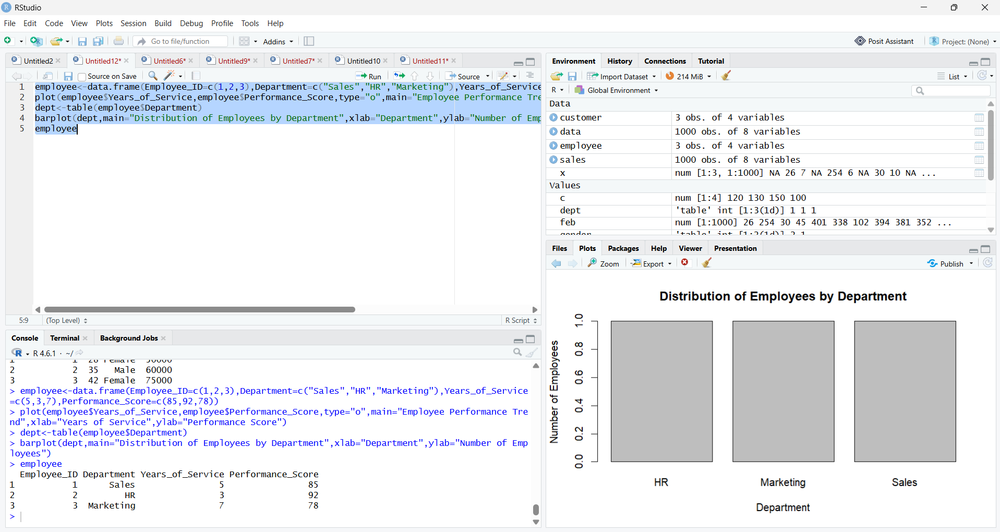 RStudio
File Edit Code View Plots Session Build Debug Profile Tools Help
Go to file/function Addins Posit Assistant Project: (None)
Untitled2 Untitled12* Untitled6* Untitled9* Untitled7* Untitled10 Untitled11*
Source on Save Run Source
1 employee<-data.frame(Employee_ID=c(1,2,3),Department=c("Sales","HR","Marketing"),Years_of_Service
2 plot(employee$Years_of_Service,employee$Performance_Score,type="o",main="Employee Performance Tre
3 dept<-table(employee$Department)
4 barplot(dept,main="Distribution of Employees by Department",xlab="Department",ylab="Number of Emp
5 employee
5:9 (Top Level) R Script
Console Terminal Background Jobs
R 4.6.1 · ~/
1 1 28 Female 50000
2 2 35 Male 60000
3 3 42 Female 75000
> employee<-data.frame(Employee_ID=c(1,2,3),Department=c("Sales","HR","Marketing"),Years_of_Service
=c(5,3,7),Performance_Score=c(85,92,78))
> plot(employee$Years_of_Service,employee$Performance_Score,type="o",main="Employee Performance Tre
nd",xlab="Years of Service",ylab="Performance Score")
> dept<-table(employee$Department)
> barplot(dept,main="Distribution of Employees by Department",xlab="Department",ylab="Number of Emp
loyees")
> employee
Employee_ID Department Years_of_Service Performance_Score
1 1 Sales 5 85
2 2 HR 3 92
3 3 Marketing 7 78
>
Environment History Connections Tutorial
Import Dataset 214 MiB List
R Global Environment
Data
customer 3 obs. of 4 variables
data 1000 obs. of 8 variables
employee 3 obs. of 4 variables
sales 1000 obs. of 8 variables
x num [1:3, 1:1000] NA 26 7 NA 254 6 NA 30 10 NA ...
Values
c num [1:4] 120 130 150 100
dept 'table' int [1:3(1d)] 1 1 1
feb num [1:1000] 26 254 30 45 401 338 102 394 381 352 ...
gender 'table' int [1:2(1d)] 2 1
Files Plots Packages Help Viewer Presentation
Zoom Export Publish
Distribution of Employees by Department
Number of Employees
1.0
0.8
0.6
0.4
0.2
0.0
HR Marketing Sales
Department